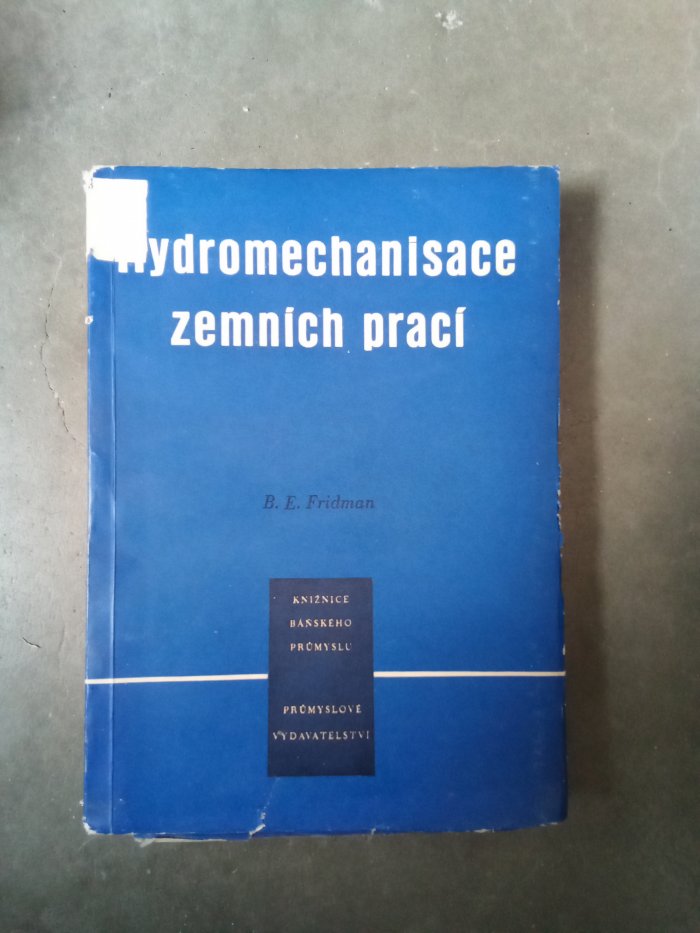 Hydromechanisace
zemních prací
B. E. Fridman
KNIŽNICE
BÁŇSKÉHO
PRŮMYSLU
PRŮMYSLOVÉ
VYDAVATELSTVÍ